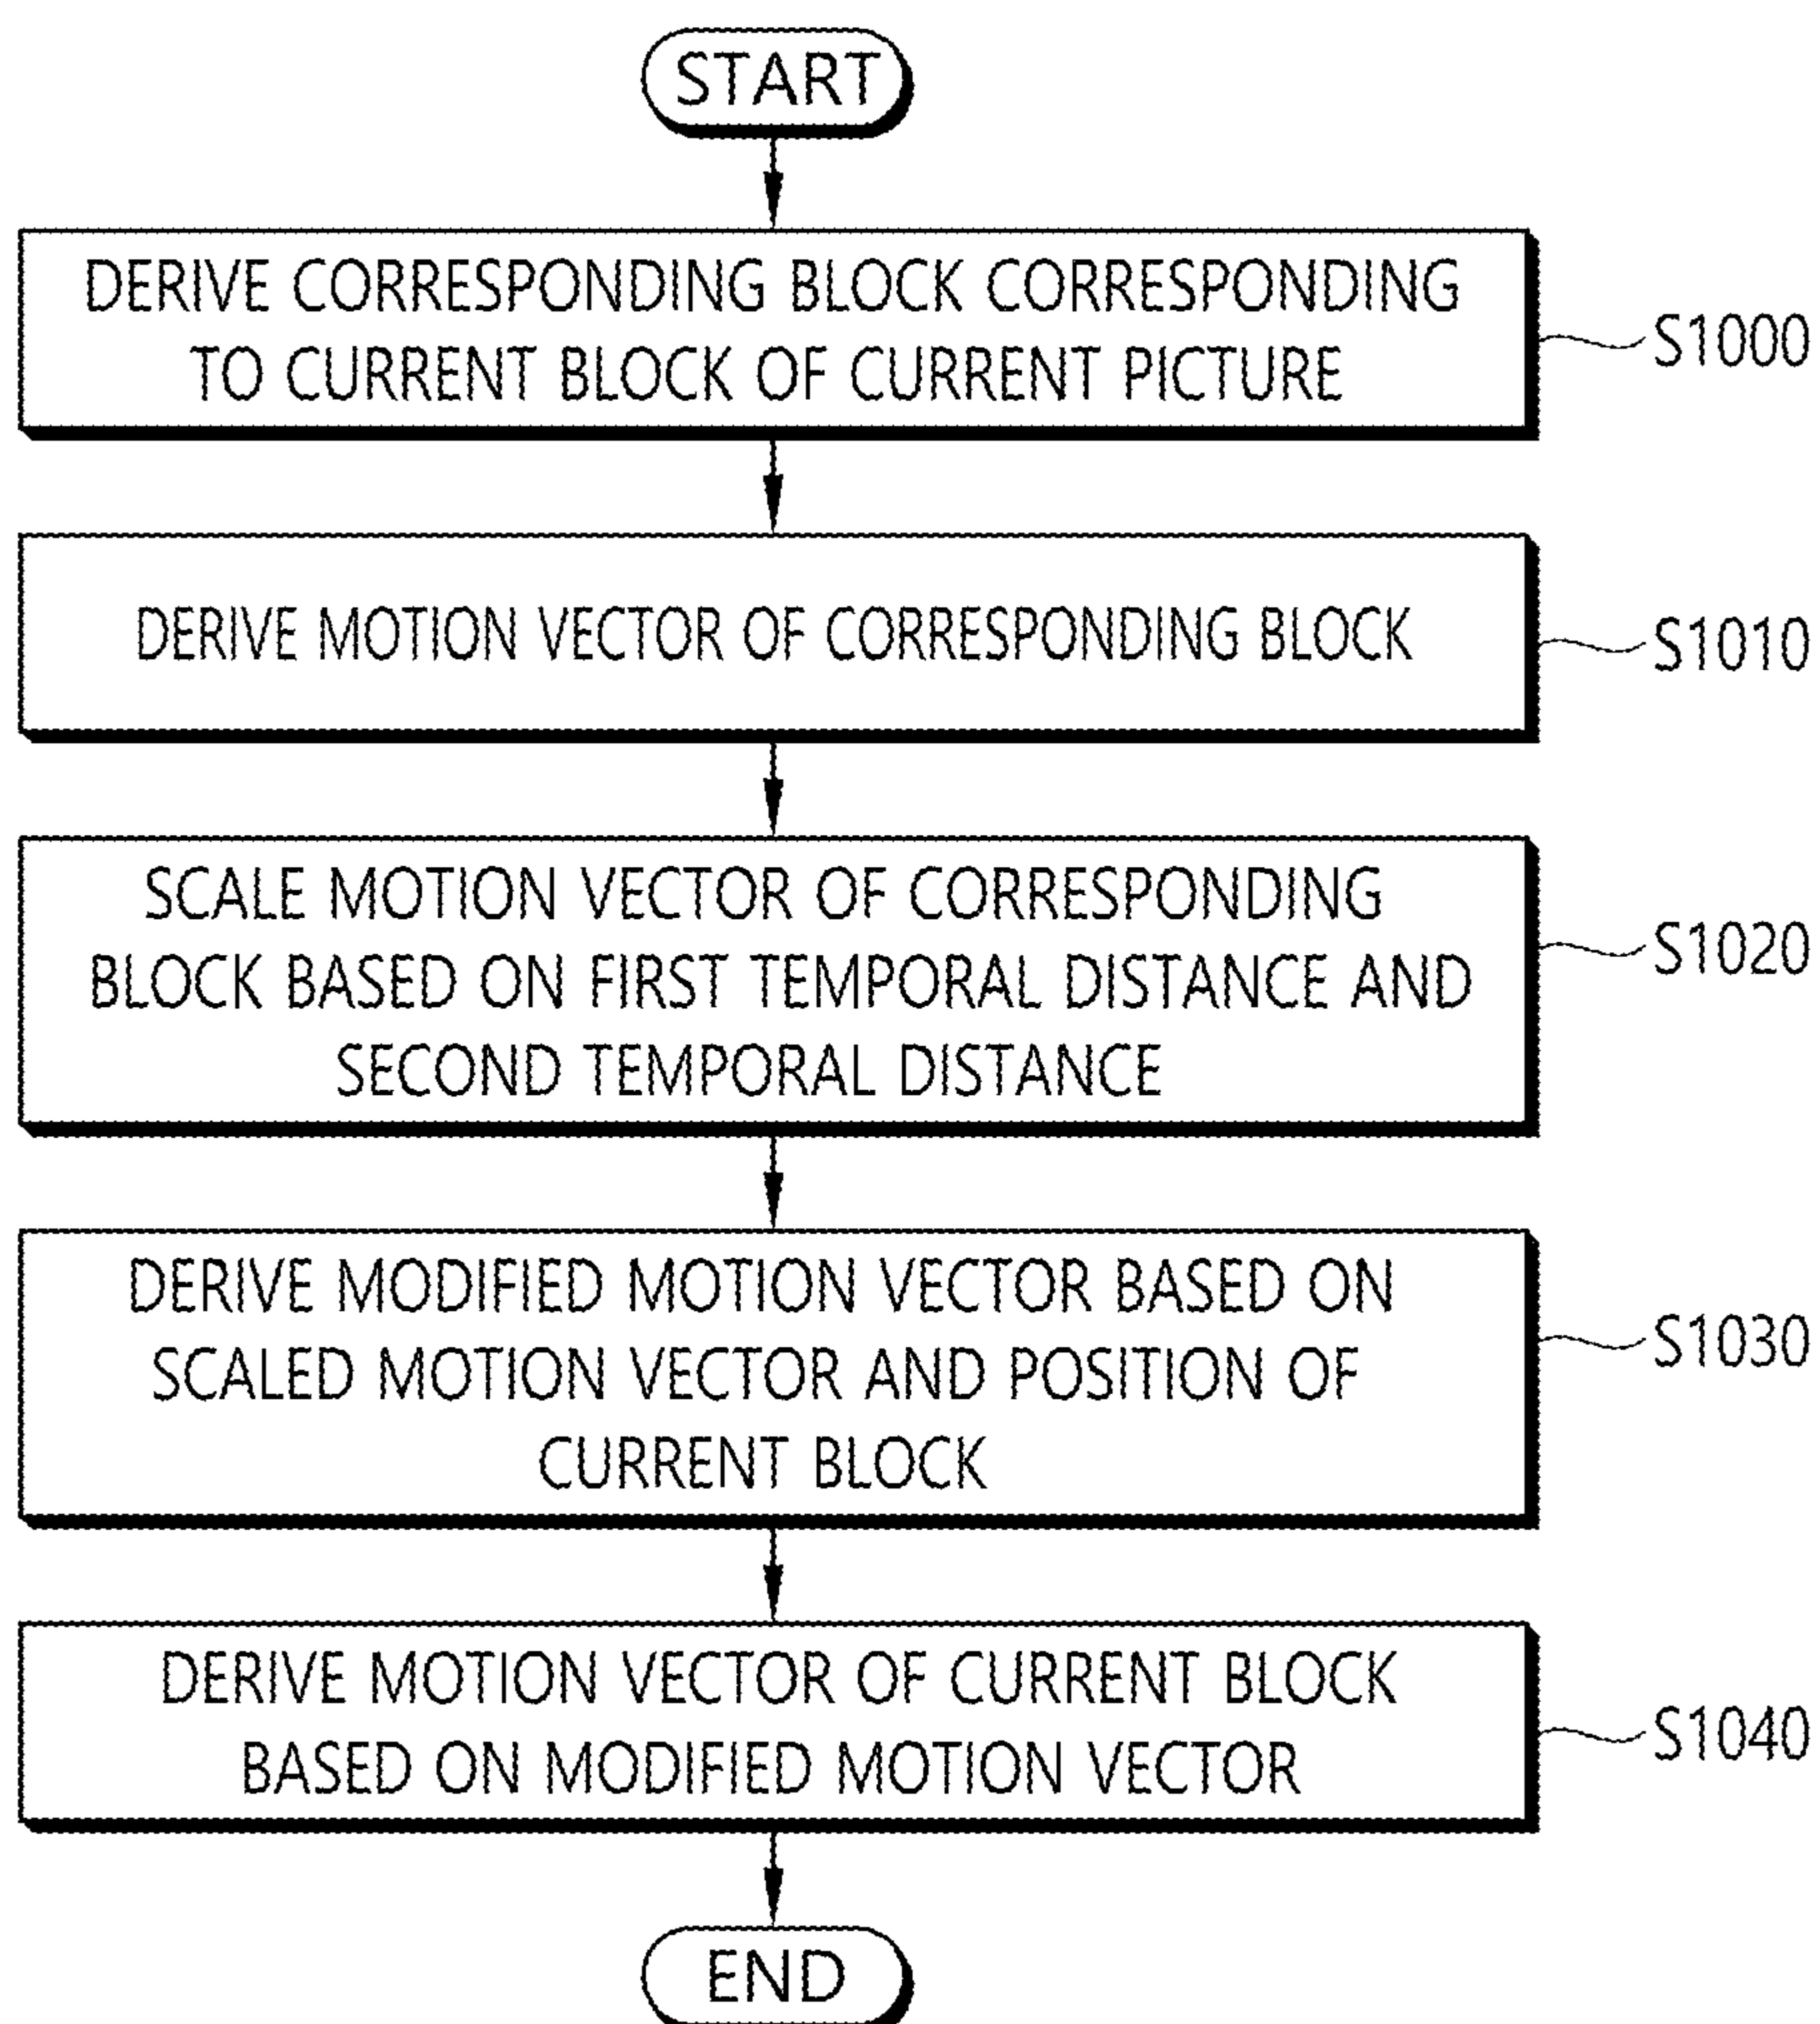 START
DERIVE CORRESPONDING BLOCK CORRESPONDING
TO CURRENT BLOCK OF CURRENT PICTURE
S1000
DERIVE MOTION VECTOR OF CORRESPONDING BLOCK
S1010
SCALE MOTION VECTOR OF CORRESPONDING
BLOCK BASED ON FIRST TEMPORAL DISTANCE AND
SECOND TEMPORAL DISTANCE
S1020
DERIVE MODIFIED MOTION VECTOR BASED ON
SCALED MOTION VECTOR AND POSITION OF
CURRENT BLOCK
S1030
DERIVE MOTION VECTOR OF CURRENT BLOCK
BASED ON MODIFIED MOTION VECTOR
S1040
END